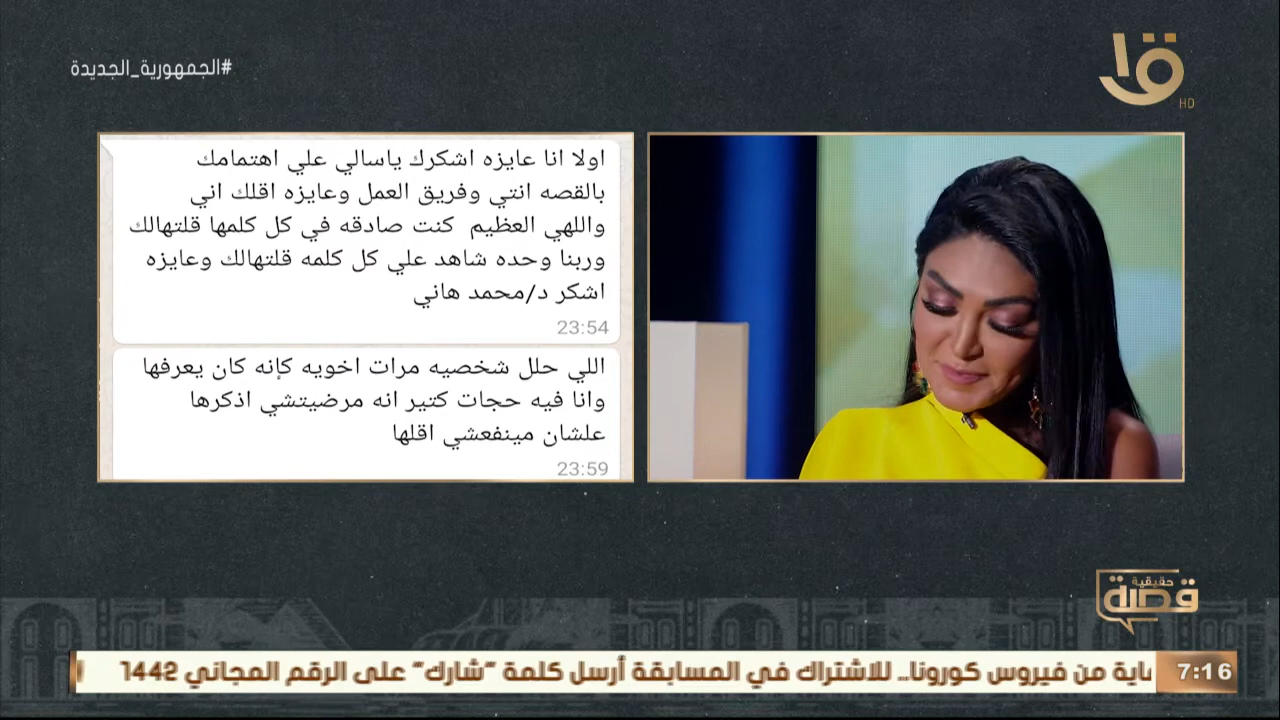 #الجمهورية_الجديدة
HD
اولا انا عايزه اشكرك ياسالي علي اهتمامك
بالقصه انتي وفريق العمل وعايزه اقلك اني
واللهي العظيم كنت صادقه في كل كلمها قلتهالك
وربنا وحده شاهد علي كل كلمه قلتهالك وعايزه
اشكر د/محمد هاني
23:54
اللي حلل شخصيه مرات اخويه كإنه كان يعرفها
وانا فيه حجات كتير انه مرضيتشي اذكرها
علشان مينفعشي اقلها
23:59
قصة
حقيقية
من فيروس كورونا.. للاشتراك في المسابقة أرسل كلمة "شارك" على الرقم المجاني 1442
7:16